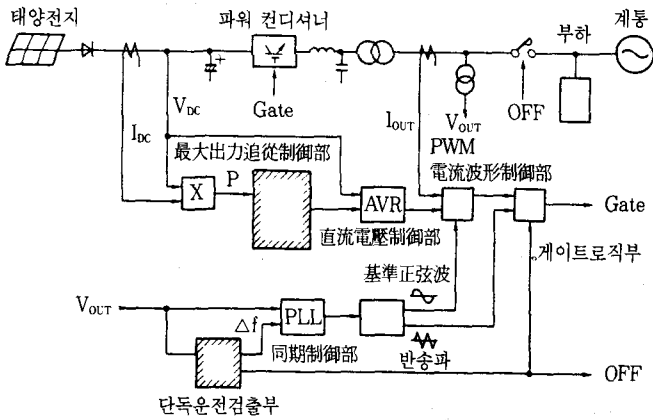 태양전지
파워 컨디셔너
부하
계통
Gate
OFF
V_DC
I_DC
I_OUT
V_OUT
PWM
最大出力追從制御部
電流波形制御部
X
P
AVR
Gate
直流電壓制御部
게이트로직부
基準正弦波
V_OUT
Δf
PLL
同期制御部
반송파
OFF
단독운전검출부